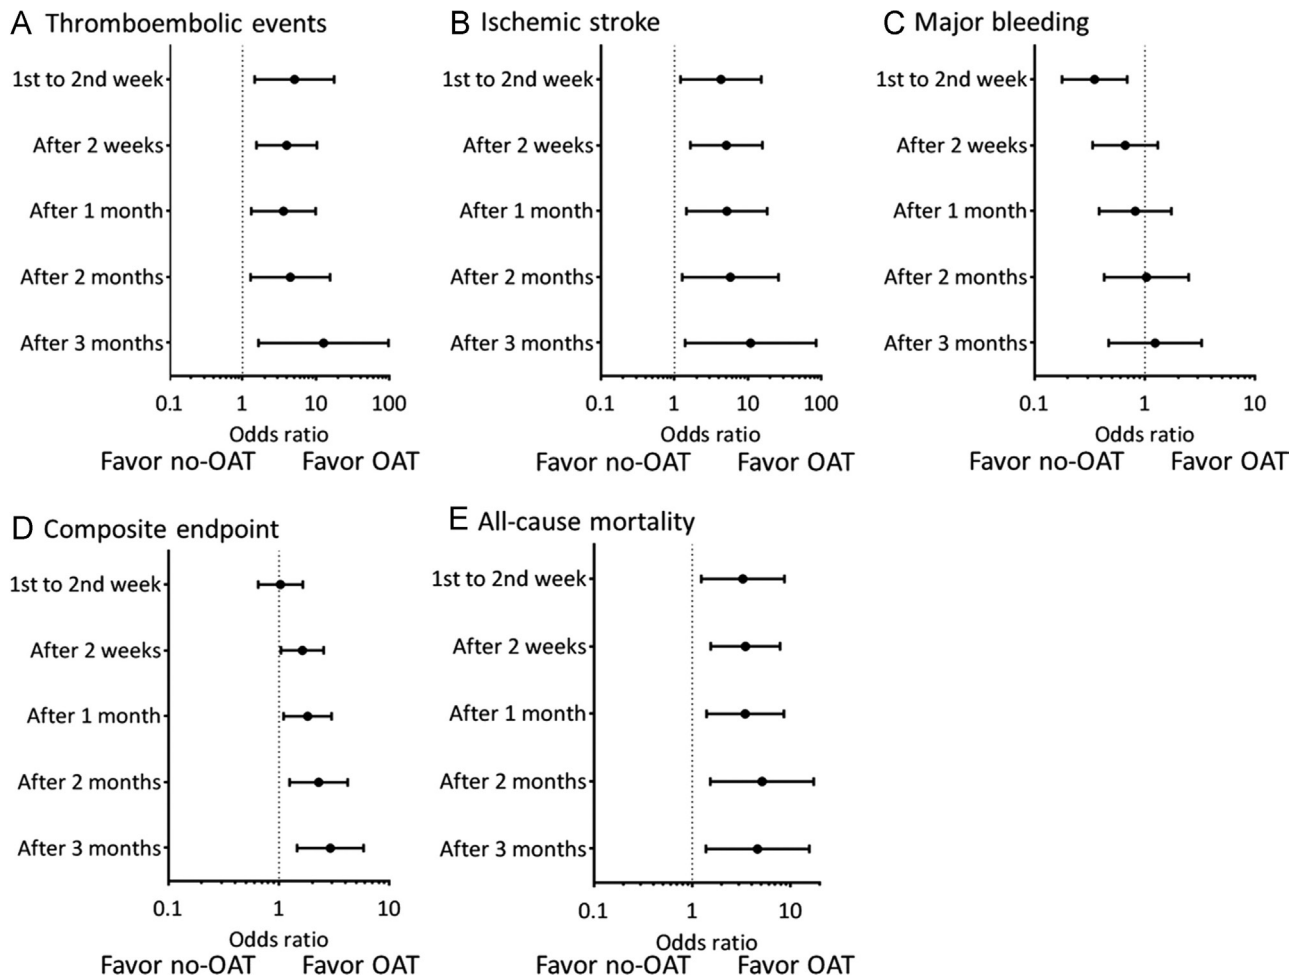 A Thromboembolic events
1st to 2nd week
After 2 weeks
After 1 month
After 2 months
After 3 months
0.1 1 10 100
Odds ratio
Favor no-OAT Favor OAT
B Ischemic stroke
1st to 2nd week
After 2 weeks
After 1 month
After 2 months
After 3 months
0.1 1 10 100
Odds ratio
Favor no-OAT Favor OAT
C Major bleeding
1st to 2nd week
After 2 weeks
After 1 month
After 2 months
After 3 months
0.1 1 10
Odds ratio
Favor no-OAT Favor OAT
D Composite endpoint
1st to 2nd week
After 2 weeks
After 1 month
After 2 months
After 3 months
0.1 1 10
Odds ratio
Favor no-OAT Favor OAT
E All-cause mortality
1st to 2nd week
After 2 weeks
After 1 month
After 2 months
After 3 months
0.1 1 10
Odds ratio
Favor no-OAT Favor OAT